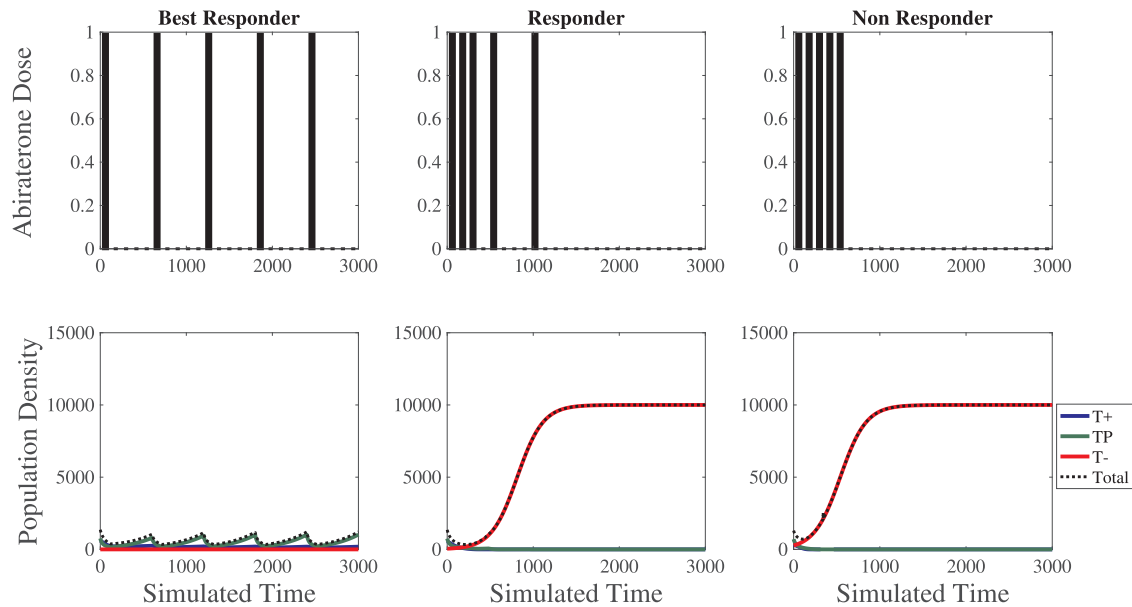 Best Responder
Responder
Non Responder
Abiraterone Dose
1
0.8
0.6
0.4
0.2
0
0 1000 2000 3000
1
0.8
0.6
0.4
0.2
0
0 1000 2000 3000
1
0.8
0.6
0.4
0.2
0
0 1000 2000 3000
Population Density
15000
10000
5000
0
0 1000 2000 3000
Simulated Time
15000
10000
5000
0
0 1000 2000 3000
Simulated Time
15000
10000
5000
0
0 1000 2000 3000
Simulated Time
T+
TP
T-
Total